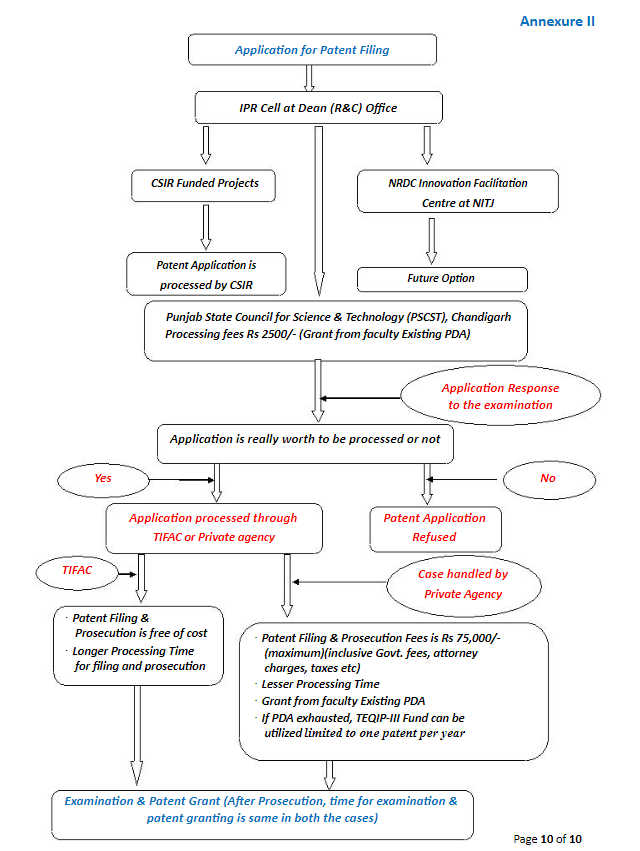 Annexure II
Application for Patent Filing
IPR Cell at Dean (R&C) Office
CSIR Funded Projects
NRDC Innovation Facilitation
Centre at NITJ
Patent Application is
processed by CSIR
Future Option
Punjab State Council for Science & Technology (PSCST), Chandigarh
Processing fees Rs 2500/- (Grant from faculty Existing PDA)
Application Response
to the examination
Application is really worth to be processed or not
Yes
No
Application processed through
TIFAC or Private agency
Patent Application
Refused
TIFAC
Case handled by
Private Agency
· Patent Filing &
Prosecution is free of cost
· Longer Processing Time
for filing and prosecution
· Patent Filing & Prosecution Fees is Rs 75,000/-
(maximum)(inclusive Govt. fees, attorney
charges, taxes etc)
· Lesser Processing Time
· Grant from faculty Existing PDA
· If PDA exhausted, TEQIP-III Fund can be
utilized limited to one patent per year
Examination & Patent Grant (After Prosecution, time for examination &
patent granting is same in both the cases)
Page 10 of 10